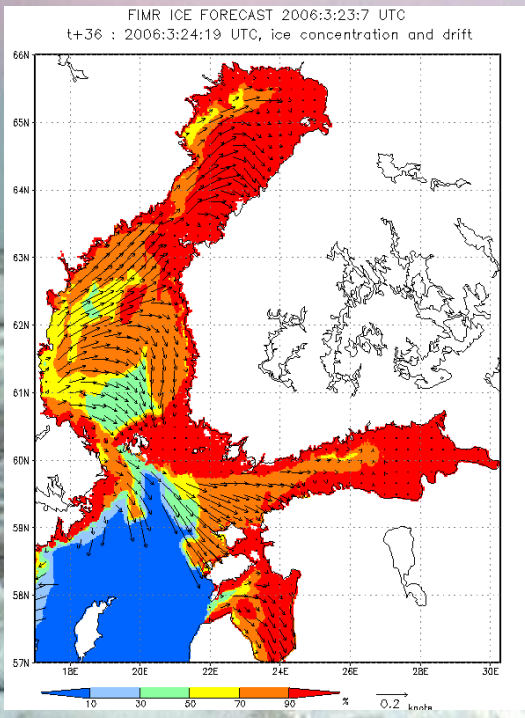 FIMR ICE FORECAST 2006:3:23:7 UTC
t+36 : 2006:3:24:19 UTC, ice concentration and drift
66N
65N
64N
63N
62N
61N
60N
59N
58N
57N
18E 20E 22E 24E 26E 28E 30E
10 30 50 70 90 % 0.2 knots